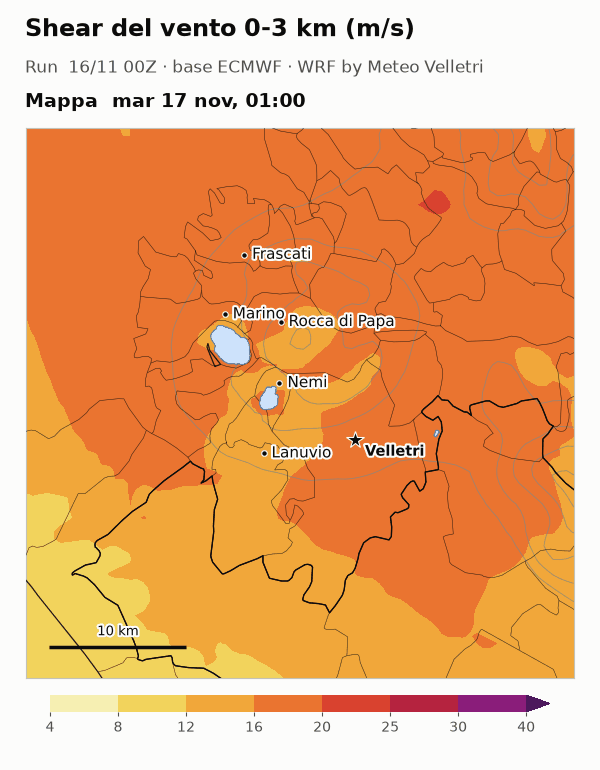 Shear del vento 0-3 km (m/s)
Run  16/11 00Z · base ECMWF · WRF by Meteo Velletri
Mappa  mar 17 nov, 01:00
Frascati
Marino
Rocca di Papa
Nemi
Velletri
Lanuvio
10 km
4 8 12 16 20 25 30 40